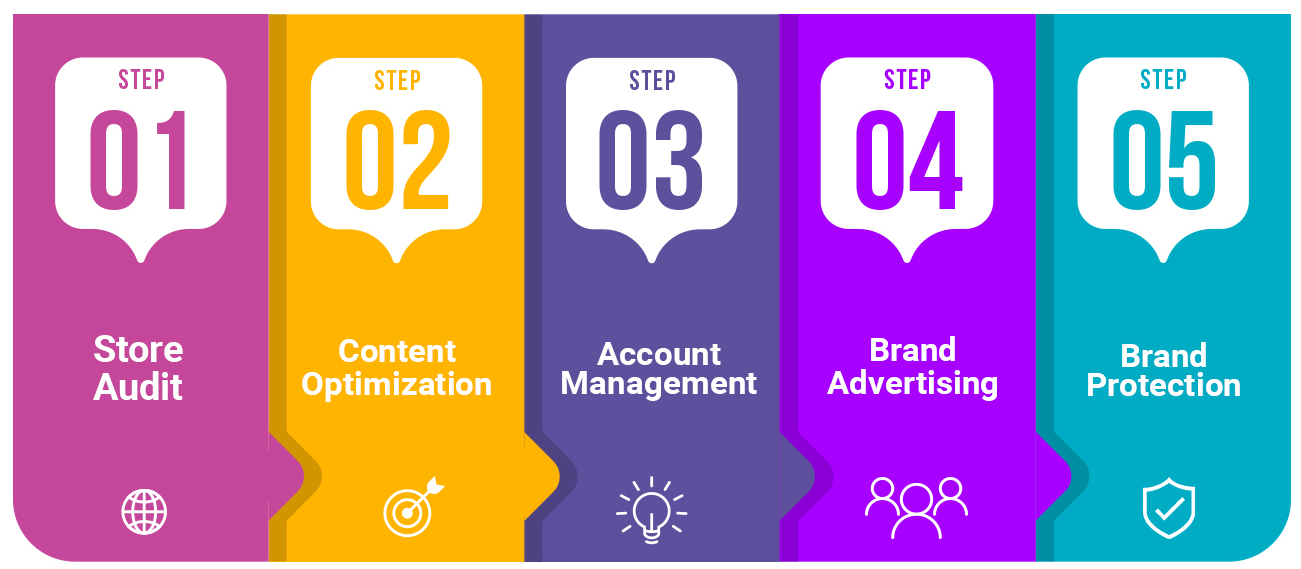 STEP
01
Store
Audit
STEP
02
Content
Optimization
STEP
03
Account
Management
STEP
04
Brand
Advertising
STEP
05
Brand
Protection